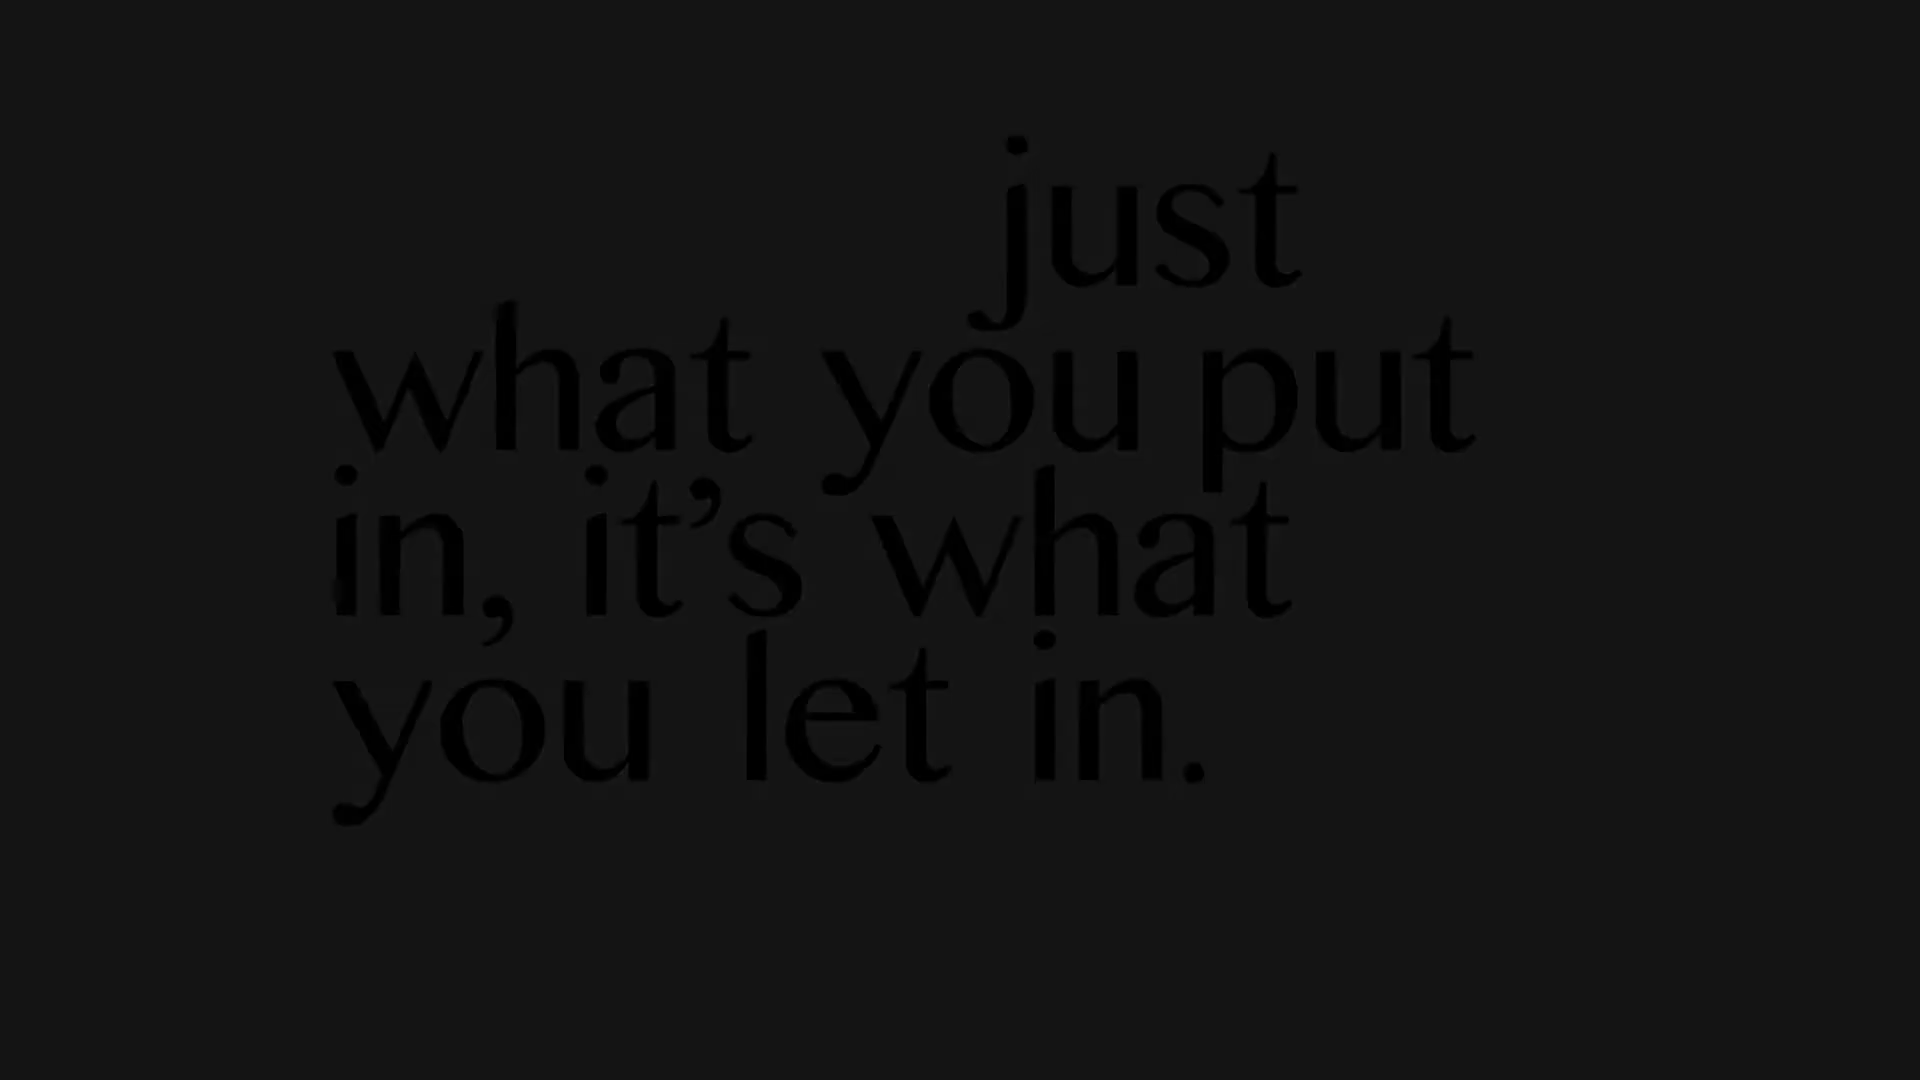 just
what you put
in, it’s what
you let in.